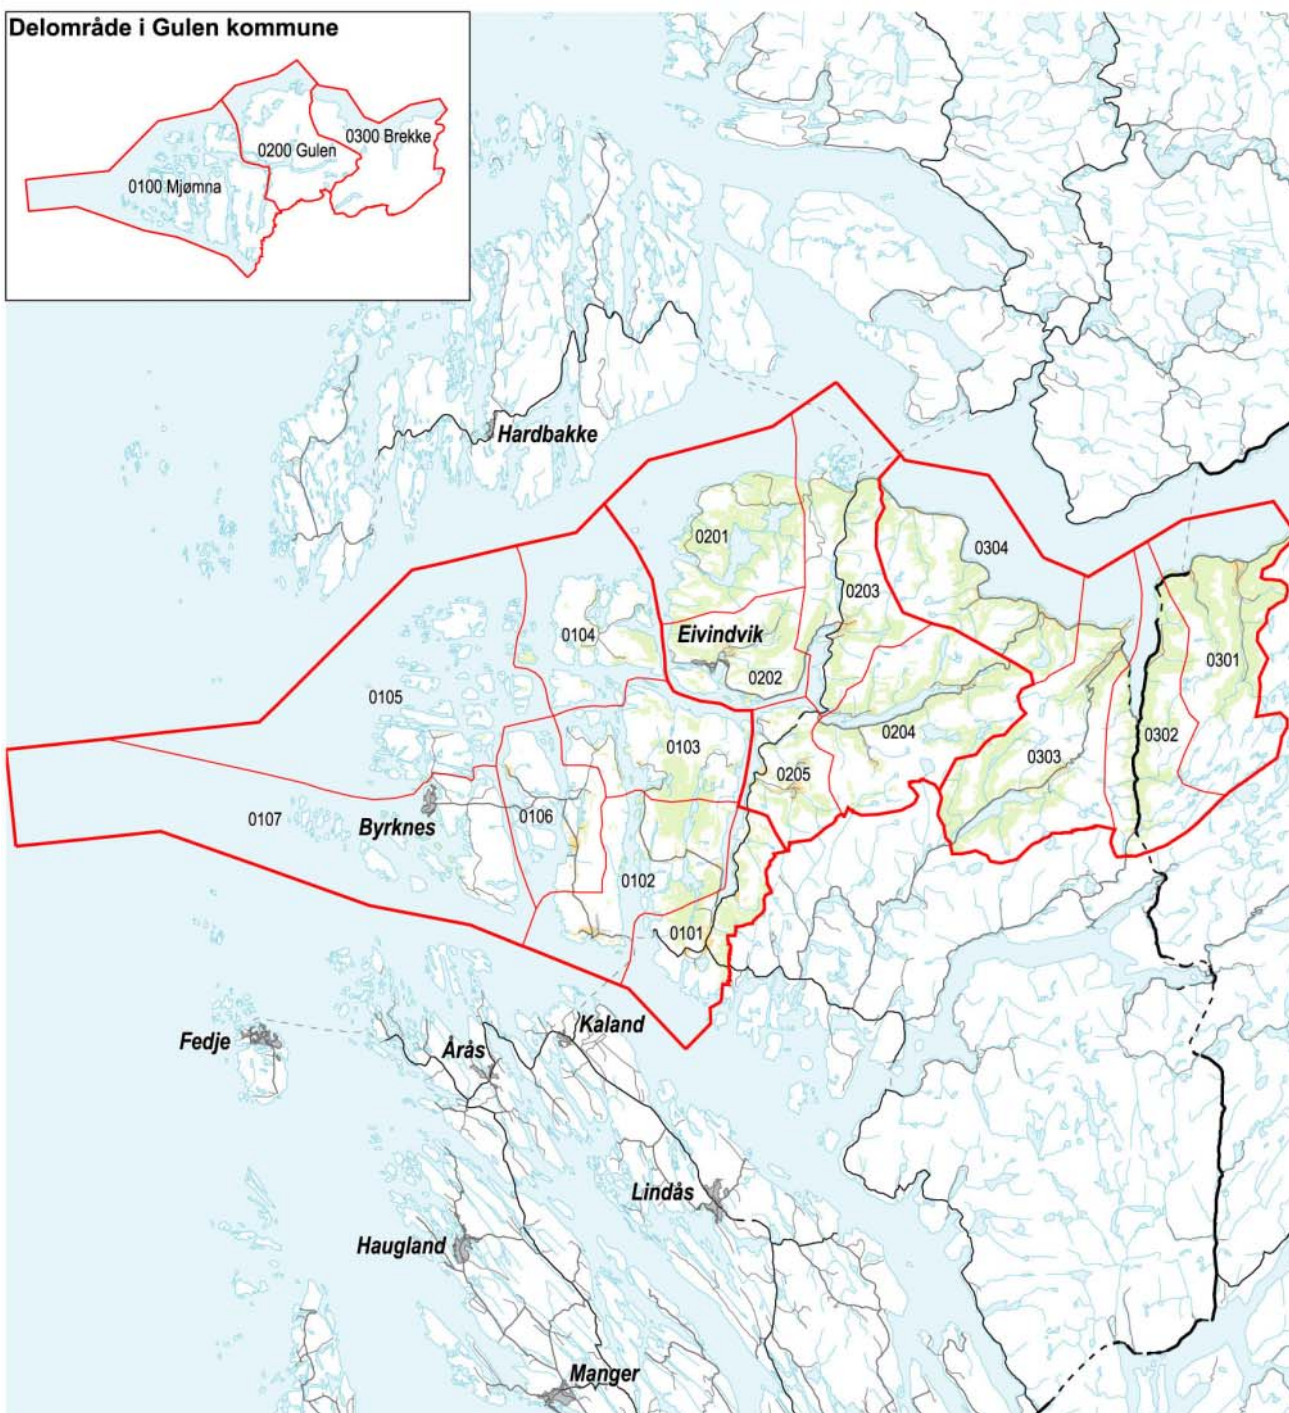 Delområde i Gulen kommune
0300 Brekke
0200 Gulen
0100 Mjømna
Hardbakke
0201
0304
0203
0104
Eivindvik
0301
0202
0105
0204
0302
0103
0303
0205
0107
0106
Byrknes
0102
0101
Kaland
Fedje
Årås
Lindås
Haugland
Manger